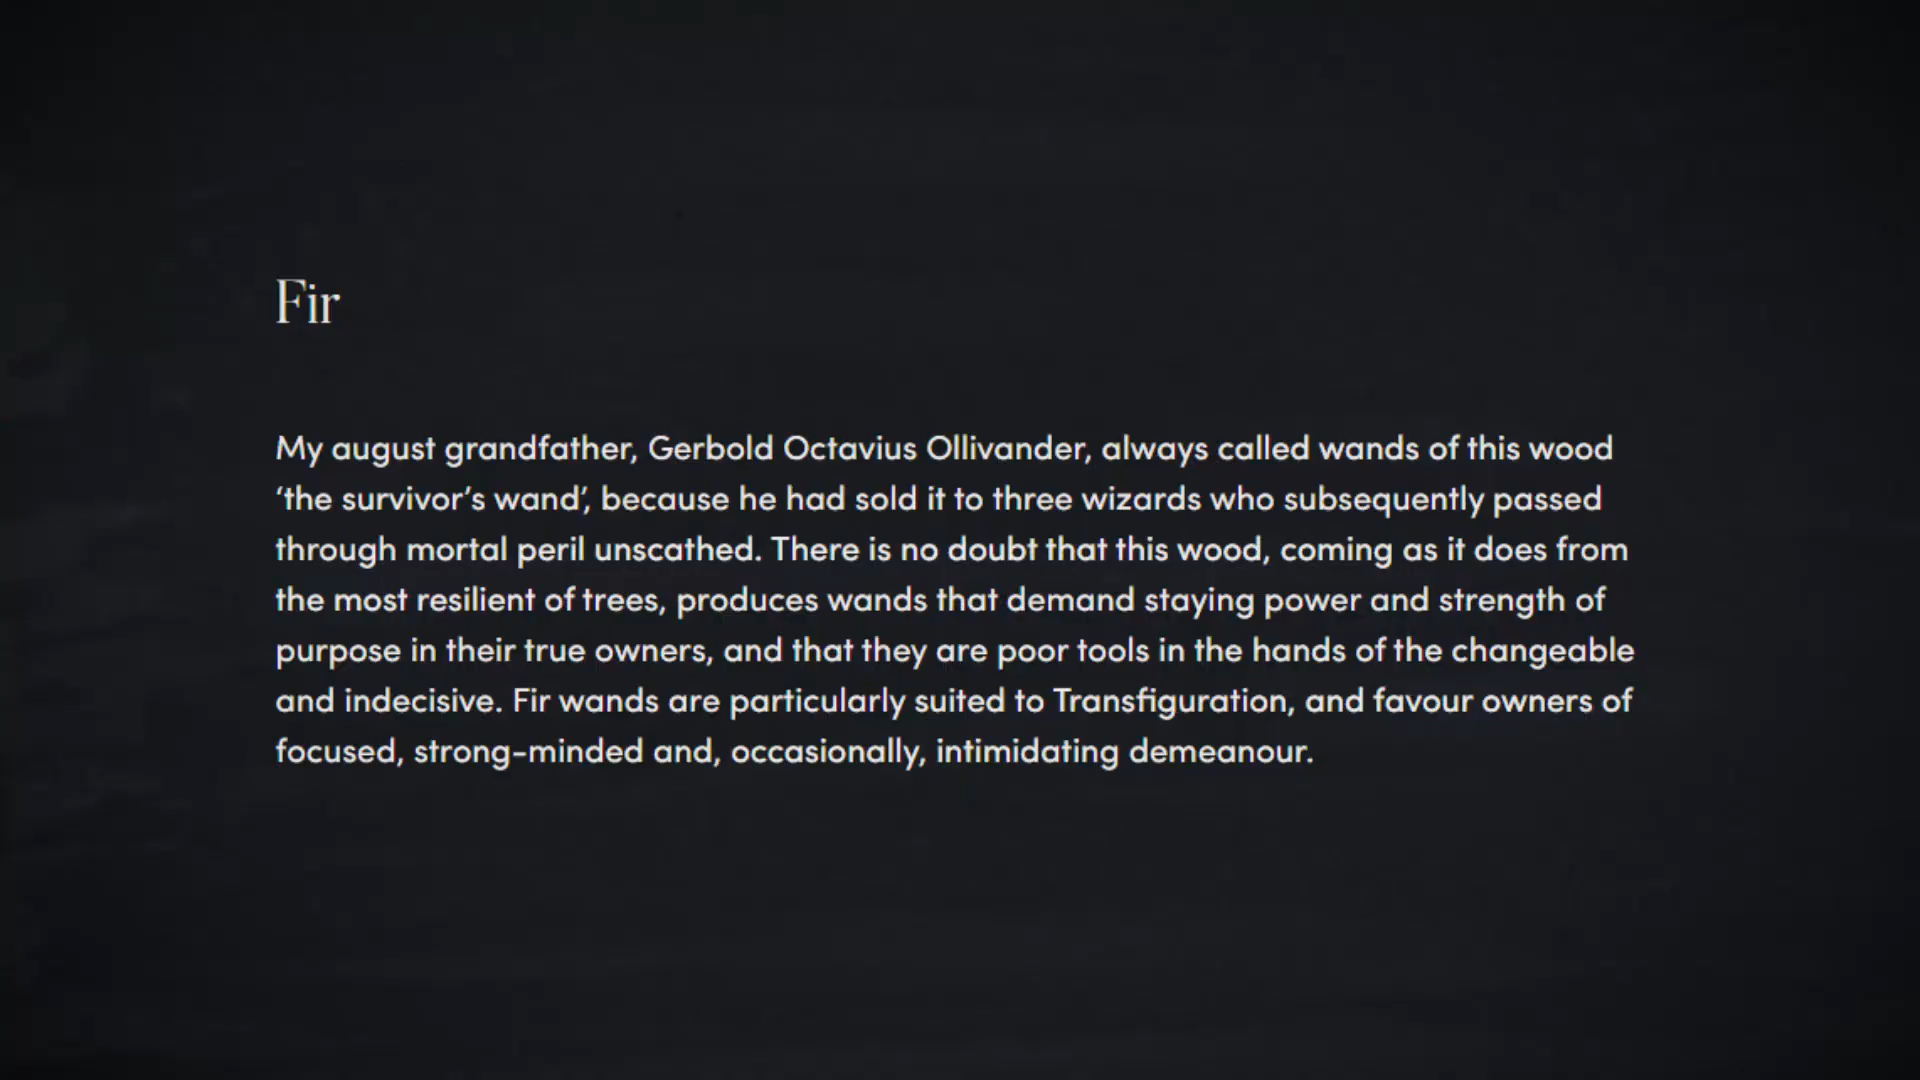 Fir
My august grandfather, Gerbold Octavius Ollivander, always called wands of this wood
‘the survivor’s wand’, because he had sold it to three wizards who subsequently passed
through mortal peril unscathed. There is no doubt that this wood, coming as it does from
the most resilient of trees, produces wands that demand staying power and strength of
purpose in their true owners, and that they are poor tools in the hands of the changeable
and indecisive. Fir wands are particularly suited to Transfiguration, and favour owners of
focused, strong-minded and, occasionally, intimidating demeanour.